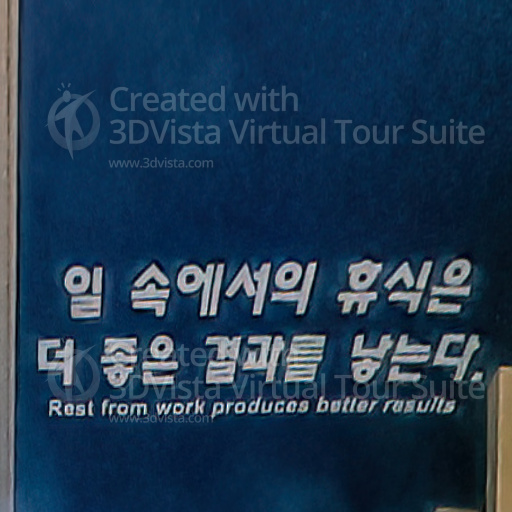 Created with
3DVista Virtual Tour Suite
www.3dvista.com
일 속에서의 휴식은
더 좋은 결과를 낳는다.
Created with
3DVista Virtual Tour Suite
Rest from work produces better results
www.3dvista.com